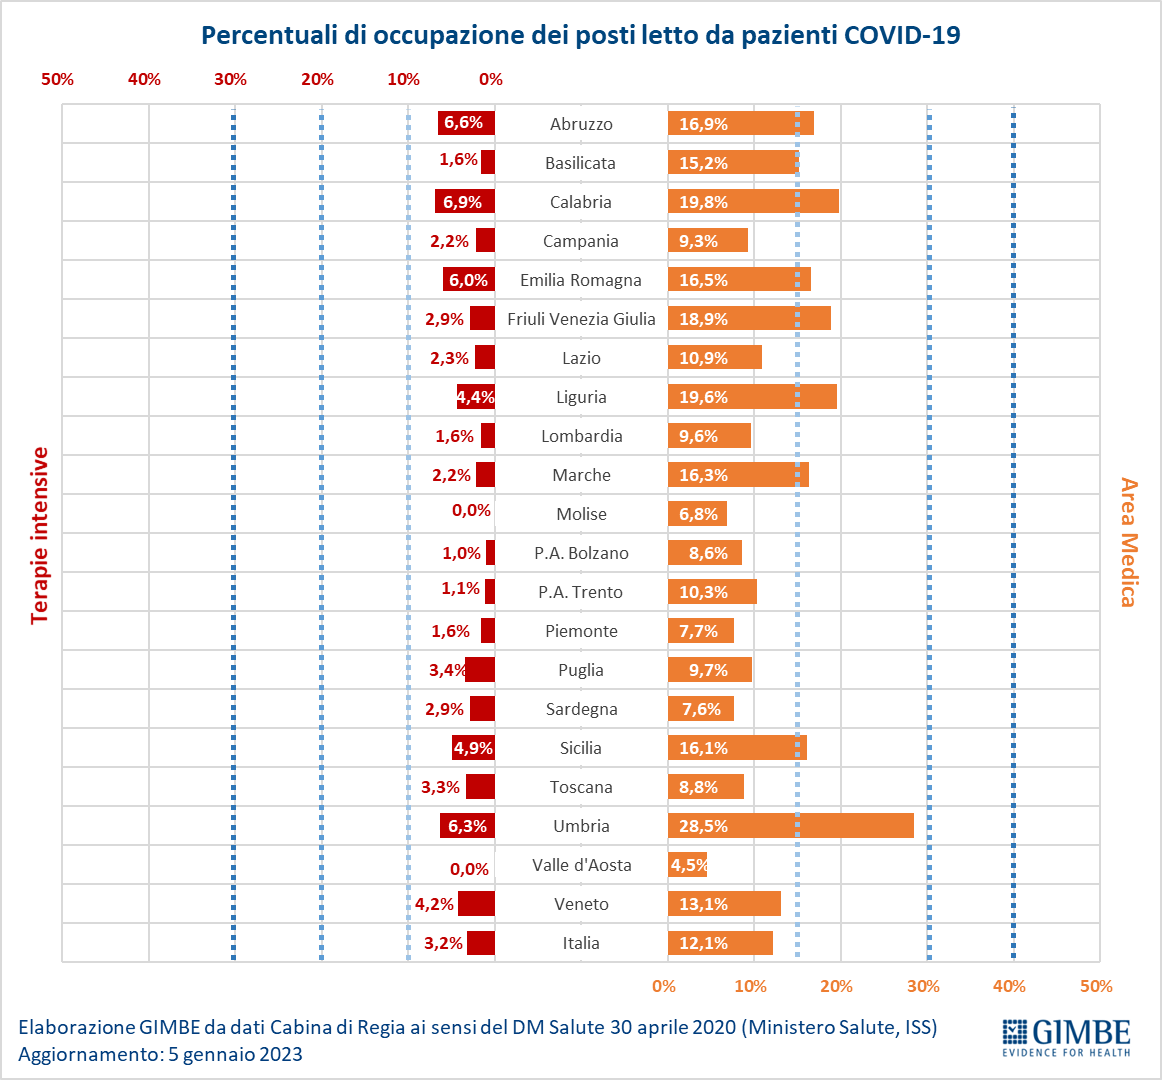 Percentuali di occupazione dei posti letto da pazienti COVID-19
50% 40% 30% 20% 10% 0%
6,6% Abruzzo 16,9%
1,6% Basilicata 15,2%
6,9% Calabria 19,8%
2,2% Campania 9,3%
6,0% Emilia Romagna 16,5%
2,9% Friuli Venezia Giulia 18,9%
2,3% Lazio 10,9%
4,4% Liguria 19,6%
1,6% Lombardia 9,6%
2,2% Marche 16,3%
0,0% Molise 6,8%
1,0% P.A. Bolzano 8,6%
1,1% P.A. Trento 10,3%
1,6% Piemonte 7,7%
3,4% Puglia 9,7%
2,9% Sardegna 7,6%
4,9% Sicilia 16,1%
3,3% Toscana 8,8%
6,3% Umbria 28,5%
0,0% Valle d'Aosta 4,5%
4,2% Veneto 13,1%
3,2% Italia 12,1%
Terapie intensive
Area Medica
0% 10% 20% 30% 40% 50%
Elaborazione GIMBE da dati Cabina di Regia ai sensi del DM Salute 30 aprile 2020 (Ministero Salute, ISS)
Aggiornamento: 5 gennaio 2023
GIMBE
EVIDENCE FOR HEALTH